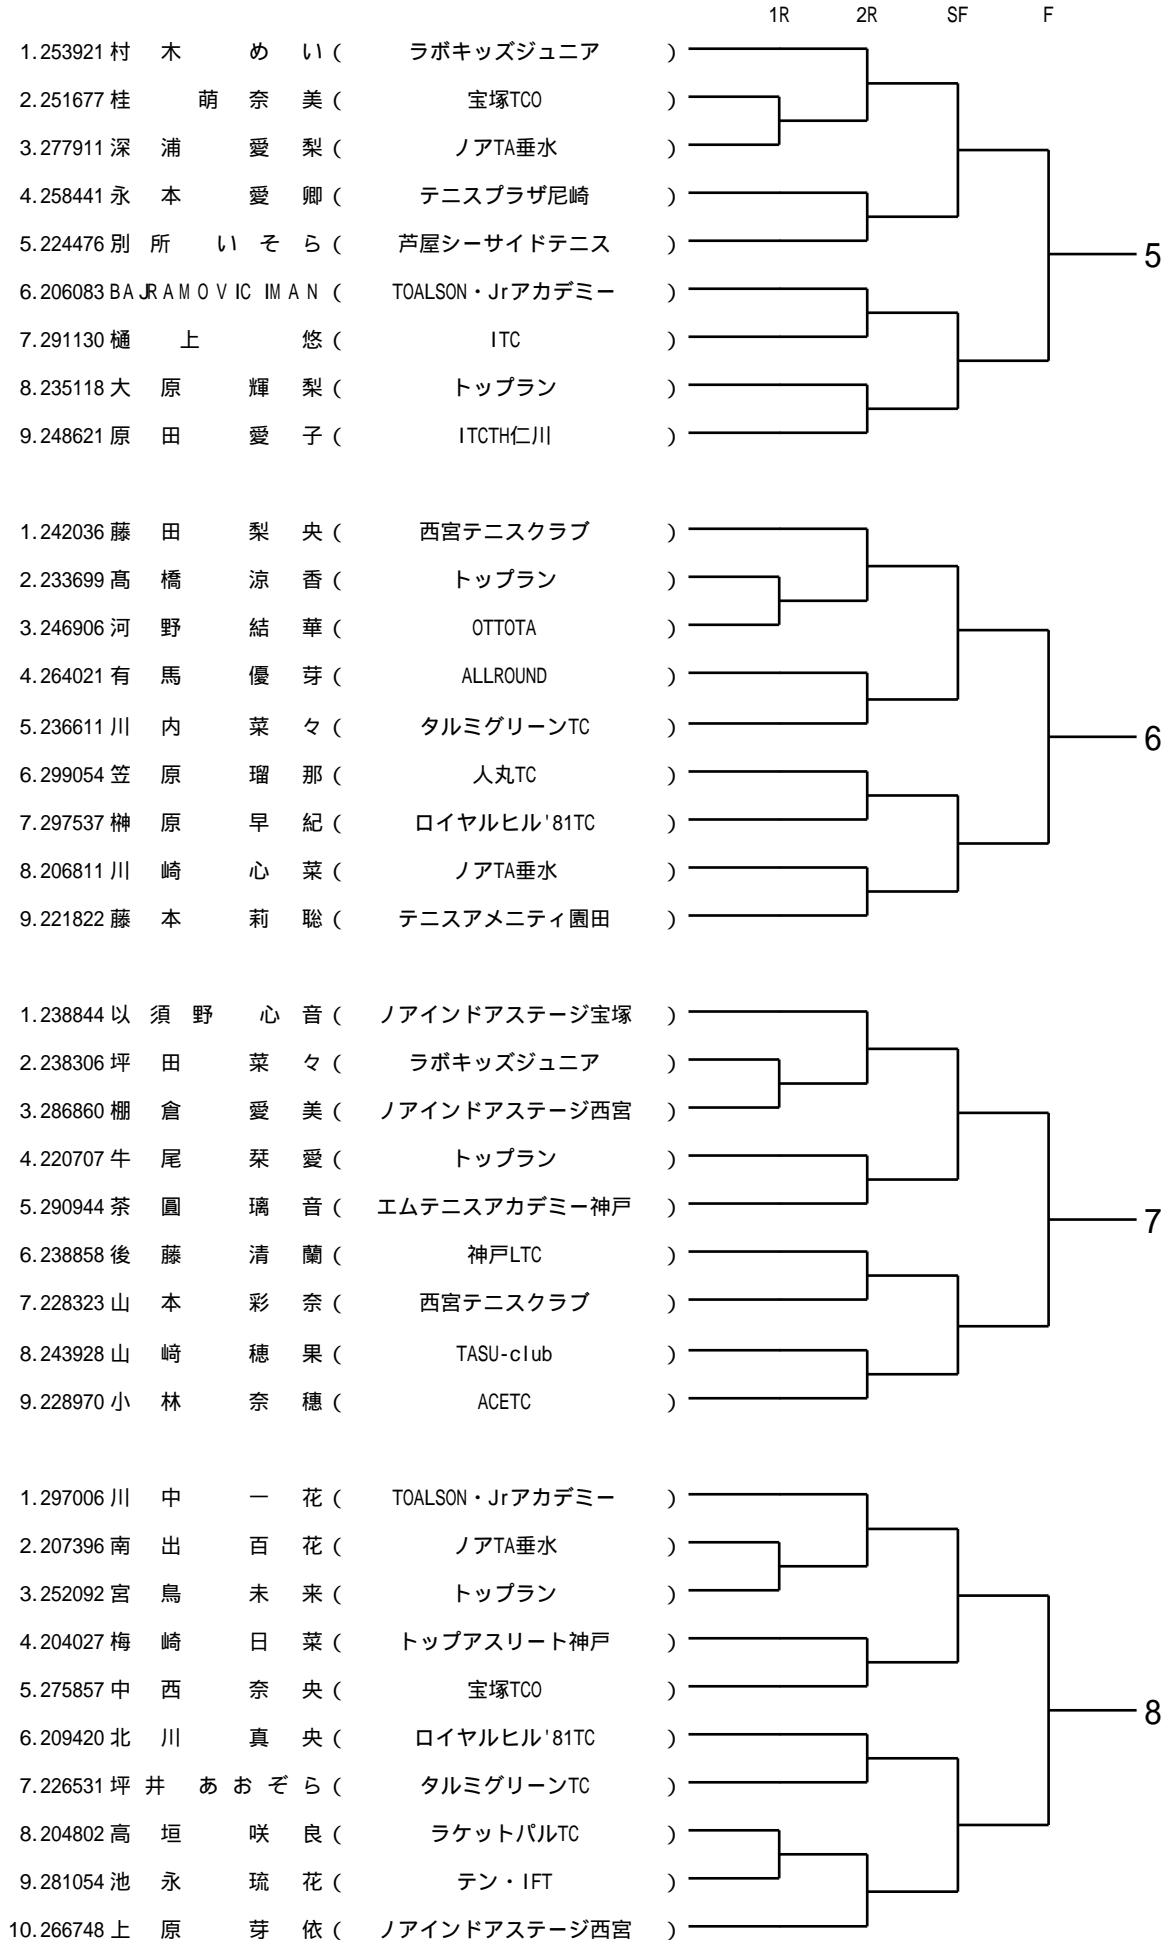 1R 2R SF F
1.253921 村木 めい ( ラボキッズジュニア )
2.251677 桂 萌奈美 ( 宝塚TCO )
3.277911 深浦 愛梨 ( ノアTA垂水 )
4.258441 永本 愛卿 ( テニスプラザ尼崎 )
5.224476 別所 いそら ( 芦屋シーサイドテニス )
5
6.206083 BAJRAMOVIC IMAN ( TOALSON・Jrアカデミー )
7.291130 樋上 悠 ( ITC )
8.235118 大原 輝梨 ( トップラン )
9.248621 原田 愛子 ( ITCTH仁川 )
1.242036 藤田 梨央 ( 西宮テニスクラブ )
2.233699 髙橋 涼香 ( トップラン )
3.246906 河野 結華 ( OTTOTA )
4.264021 有馬 優芽 ( ALLROUND )
5.236611 川内 菜々 ( タルミグリーンTC )
6
6.299054 笠原 瑠那 ( 人丸TC )
7.297537 榊原 早紀 ( ロイヤルヒル'81TC )
8.206811 川崎 心菜 ( ノアTA垂水 )
9.221822 藤本 莉聡 ( テニスアメニティ園田 )
1.238844 以須野 心音 ( ノアインドアステージ宝塚 )
2.238306 坪田 菜々 ( ラボキッズジュニア )
3.286860 棚倉 愛美 ( ノアインドアステージ西宮 )
4.220707 牛尾 栞愛 ( トップラン )
5.290944 茶圓 璃音 ( エムテニスアカデミー神戸 )
7
6.238858 後藤 清蘭 ( 神戸LTC )
7.228323 山本 彩奈 ( 西宮テニスクラブ )
8.243928 山﨑 穂果 ( TASU-club )
9.228970 小林 奈穗 ( ACETC )
1.297006 川中 一花 ( TOALSON・Jrアカデミー )
2.207396 南出 百花 ( ノアTA垂水 )
3.252092 宮鳥 未来 ( トップラン )
4.204027 梅崎 日菜 ( トップアスリート神戸 )
5.275857 中西 奈央 ( 宝塚TCO )
8
6.209420 北川 真央 ( ロイヤルヒル'81TC )
7.226531 坪井 あおぞら ( タルミグリーンTC )
8.204802 高垣 咲良 ( ラケットパルTC )
9.281054 池永 琉花 ( テン・IFT )
10.266748 上原 芽依 ( ノアインドアステージ西宮 )